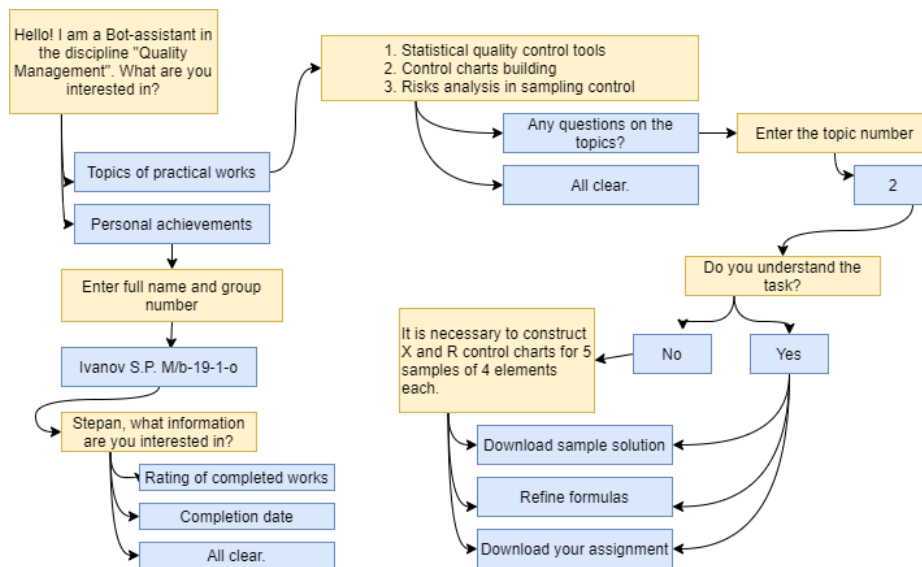 Hello! I am a Bot-assistant in
the discipline "Quality
Management". What are you
interested in?
1. Statistical quality control tools
2. Control charts building
3. Risks analysis in sampling control
Any questions on the
topics?
Enter the topic number
Topics of practical works
All clear.
2
Personal achievements
Do you understand the
task?
Enter full name and group
number
It is necessary to construct
X and R control charts for 5
samples of 4 elements
each.
No
Yes
Ivanov S.P. M/b-19-1-o
Stepan, what information
are you interested in?
Download sample solution
Rating of completed works
Refine formulas
Completion date
Download your assignment
All clear.